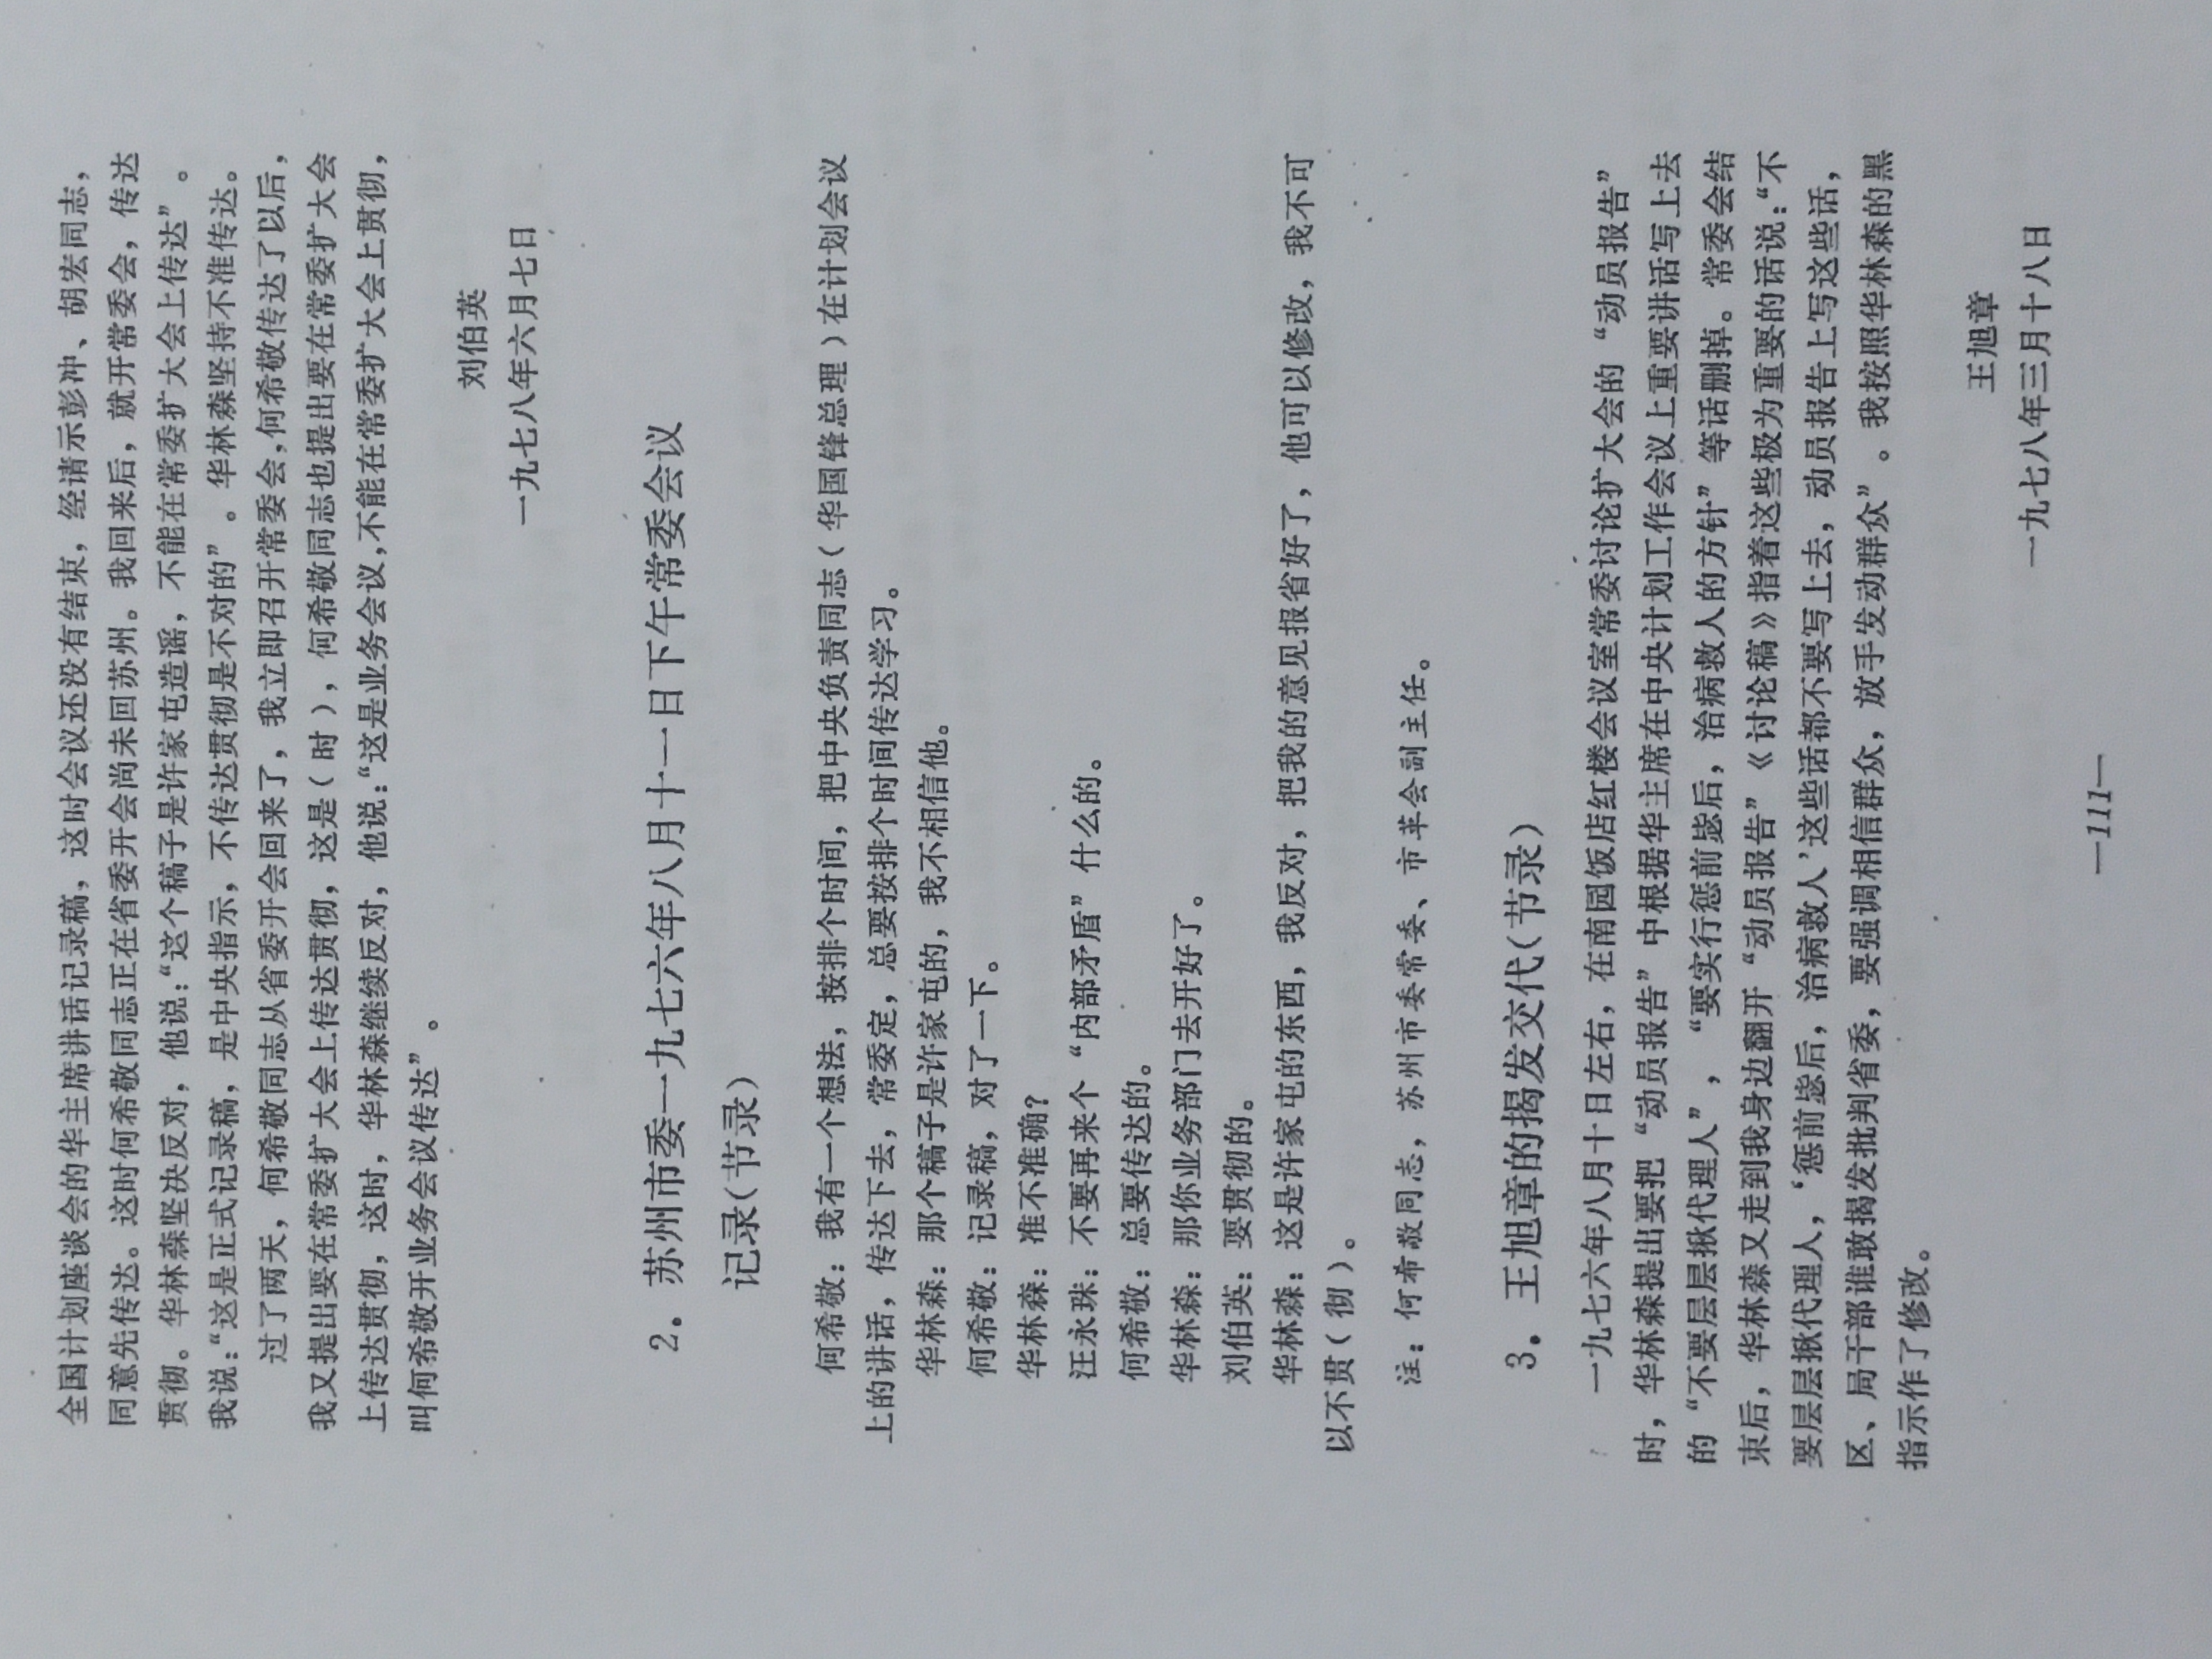 全国计划座谈会的华主席讲话记录稿，这时会议还没有结束，经请示彭冲、胡宏同志，
同意先传达。这时何希敬同志正在省委开会尚未回苏州。我回来后，就开常委会，传达
贯彻。华林森坚决反对，他说：“这个稿子是许家屯造谣，不能在常委扩大会上传达”。
我说：“这是正式记录稿，是中央指示，不传达贯彻是不对的”。华林森坚持不准传达。
过了两天，何希敬同志从省委开会回来了，我立即召开常委会，何希敬传达了以后，
我又提出要在常委扩大会上传达贯彻，这是（时），何希敬同志也提出要在常委扩大会
上传达贯彻，这时，华林森继续反对，他说：“这是业务会议，不能在常委扩大会上贯彻，
叫何希敬开业务会议传达”。
刘伯英
一九七八年六月七日
2．苏州市委一九七六年八月十一日下午常委会议
记录（节录）
何希敬：我有一个想法，按排个时间，把中央负责同志（华国锋总理）在计划会议
上的讲话，传达下去，常委定，总要按排个时间传达学习。
华林森：那个稿子是许家屯的，我不相信他。
何希敬：记录稿，对了一下。
华林森：准不准确？
汪永珠：不要再来个“内部矛盾”什么的。
何希敬：总要传达的。
华林森：那你业务部门去开好了。
刘伯英：要贯彻的。
华林森：这是许家屯的东西，我反对，把我的意见报省好了，他可以修改，我不可
以不贯（彻）。
注：何希敬同志，苏州市委常委、市革会副主任。
3．王旭章的揭发交代（节录）
一九七六年八月十日左右，在南园饭店红楼会议室常委讨论扩大会的“动员报告”
时，华林森提出要把“动员报告”中根据华主席在中央计划工作会议上重要讲话写上去
的“不要层层揪代理人”，“要实行惩前毖后，治病救人的方针”等话删掉。常委会结
束后，华林森又走到我身边翻开“动员报告”《讨论稿》指着这些极为重要的话说：“不
要层层揪代理人，‘惩前毖后，治病救人’这些话都不要写上去，动员报告上写这些话，
区、局干部谁敢揭发批判省委，要强调相信群众，放手发动群众”。我按照华林森的黑
指示作了修改。
王旭章
一九七八年三月十八日
—111—